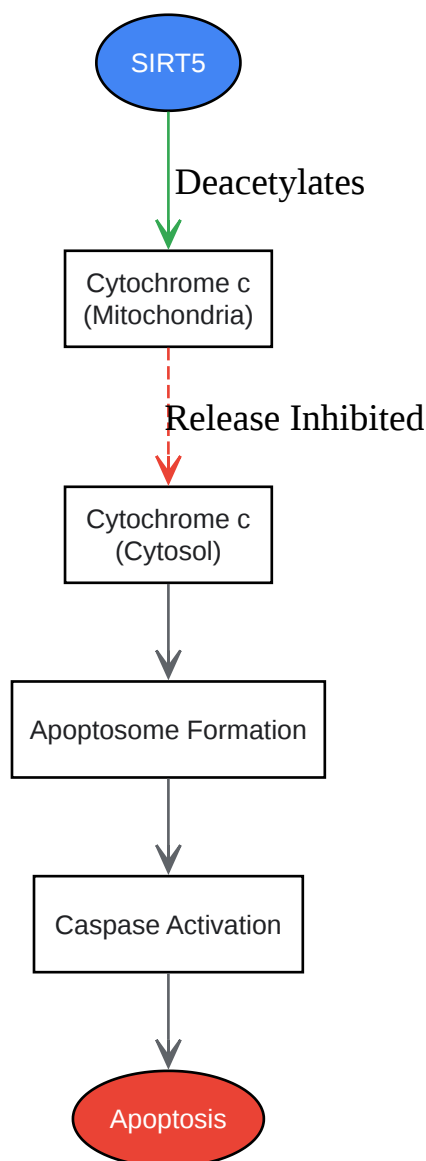 SIRT5
Deacetylates
Cytochrome c
(Mitochondria)
Release Inhibited
Cytochrome c
(Cytosol)
Apoptosome Formation
Caspase Activation
Apoptosis